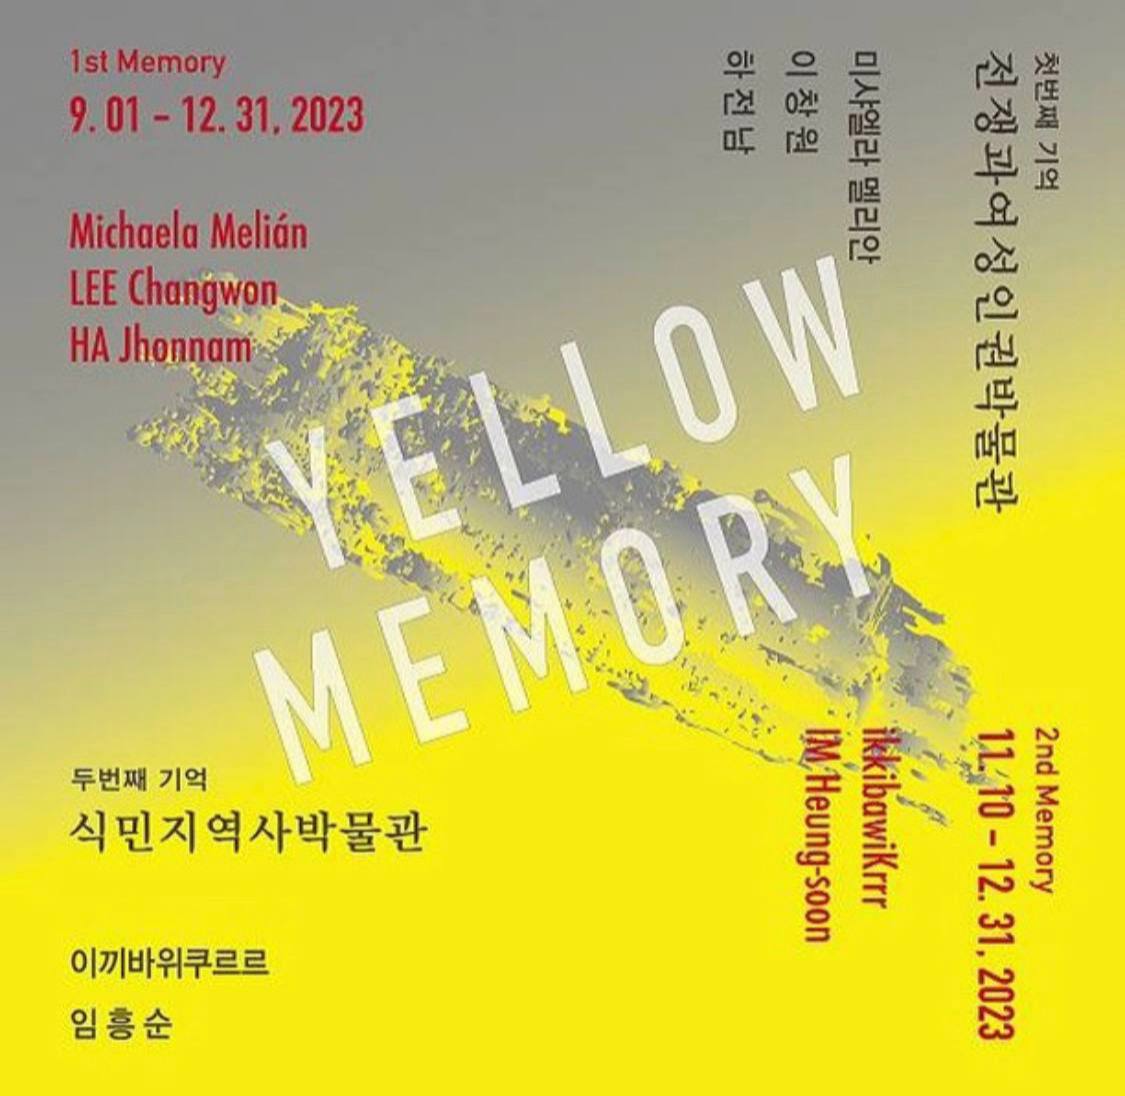 1st Memory
9. 01 – 12. 31, 2023
Michaela Melián
LEE Changwon
HA Jhonnam
첫번째 기억
전쟁과여성인권박물관
미샤엘라 멜리안
이창원
하전남
YELLOW
MEMORY
두번째 기억
식민지역사박물관
이끼바위쿠르르
임흥순
2nd Memory
11. 10 – 12. 31, 2023
ikkibawiKrrr
IM Heung-soon